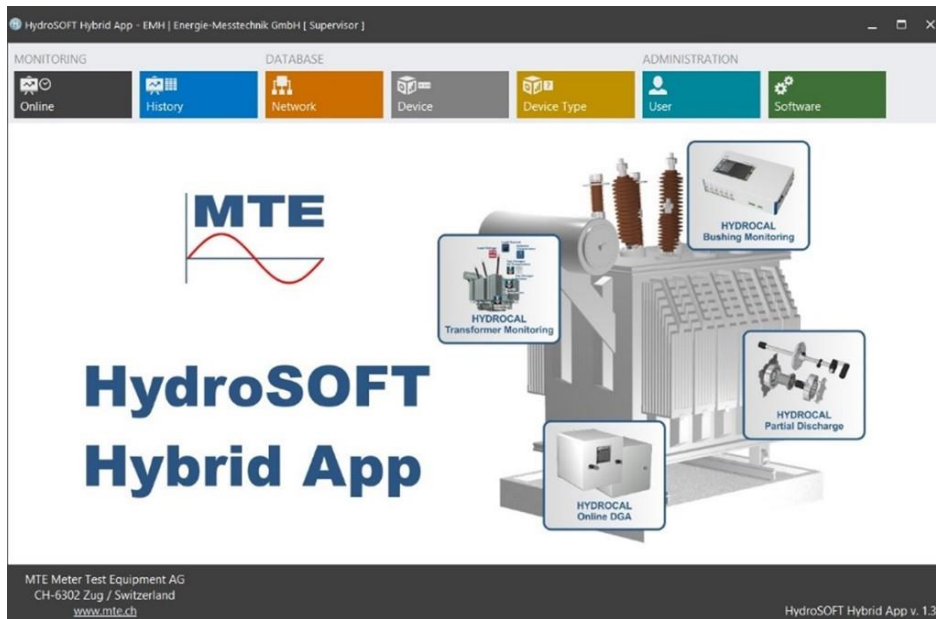 HydroSOFT Hybrid App - EMH | Energie-Messtechnik GmbH [ Supervisor ]
MONITORING
DATABASE
ADMINISTRATION
Online
History
Network
Device
Device Type
User
Software
MTE
HydroSOFT
Hybrid App
HYDROCAL
Bushing Monitoring
HYDROCAL
Transformer Monitoring
HYDROCAL
Partial Discharge
HYDROCAL
Online DGA
MTE Meter Test Equipment AG
CH-6302 Zug / Switzerland
www.mte.ch
HydroSOFT Hybrid App v. 1.3